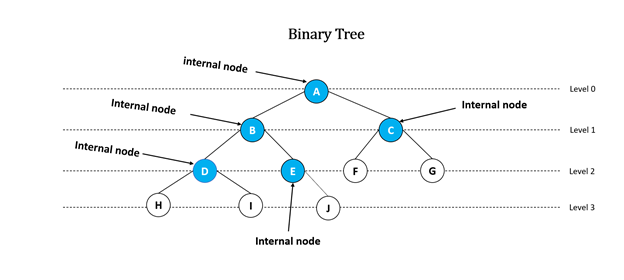 Binary Tree
internal node
A
Level 0
Internal node
Internal node
B
C
Level 1
Internal node
D
E
F
G
Level 2
H
I
J
Level 3
Internal node